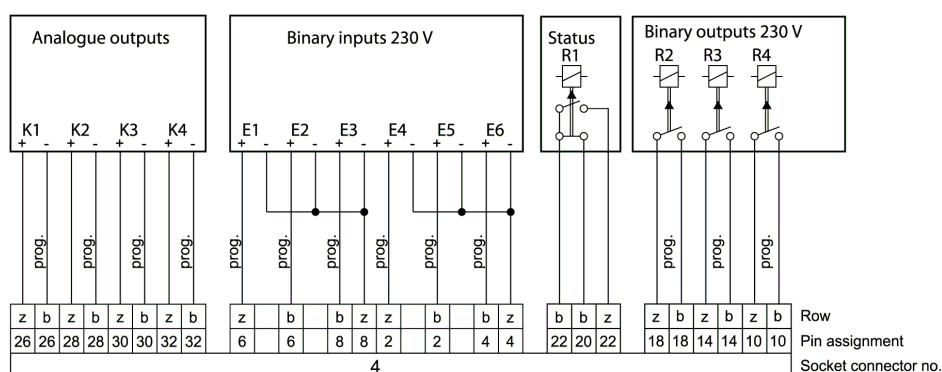 Analogue outputs Binary inputs 230 V Status Binary outputs 230 V
R1 R2 R3 R4
K1 K2 K3 K4 E1 E2 E3 E4 E5 E6
+ - + - + - + - + - + - + - + - + - + -
prog. prog. prog. prog. prog. prog. prog. prog. prog. prog. prog. prog. prog.
z b z b z b z b z b b z z b b z b b z z b z b z b Row
26 26 28 28 30 30 32 32 6 6 8 8 2 2 4 4 22 20 22 18 18 14 14 10 10 Pin assignment
4 Socket connector no.